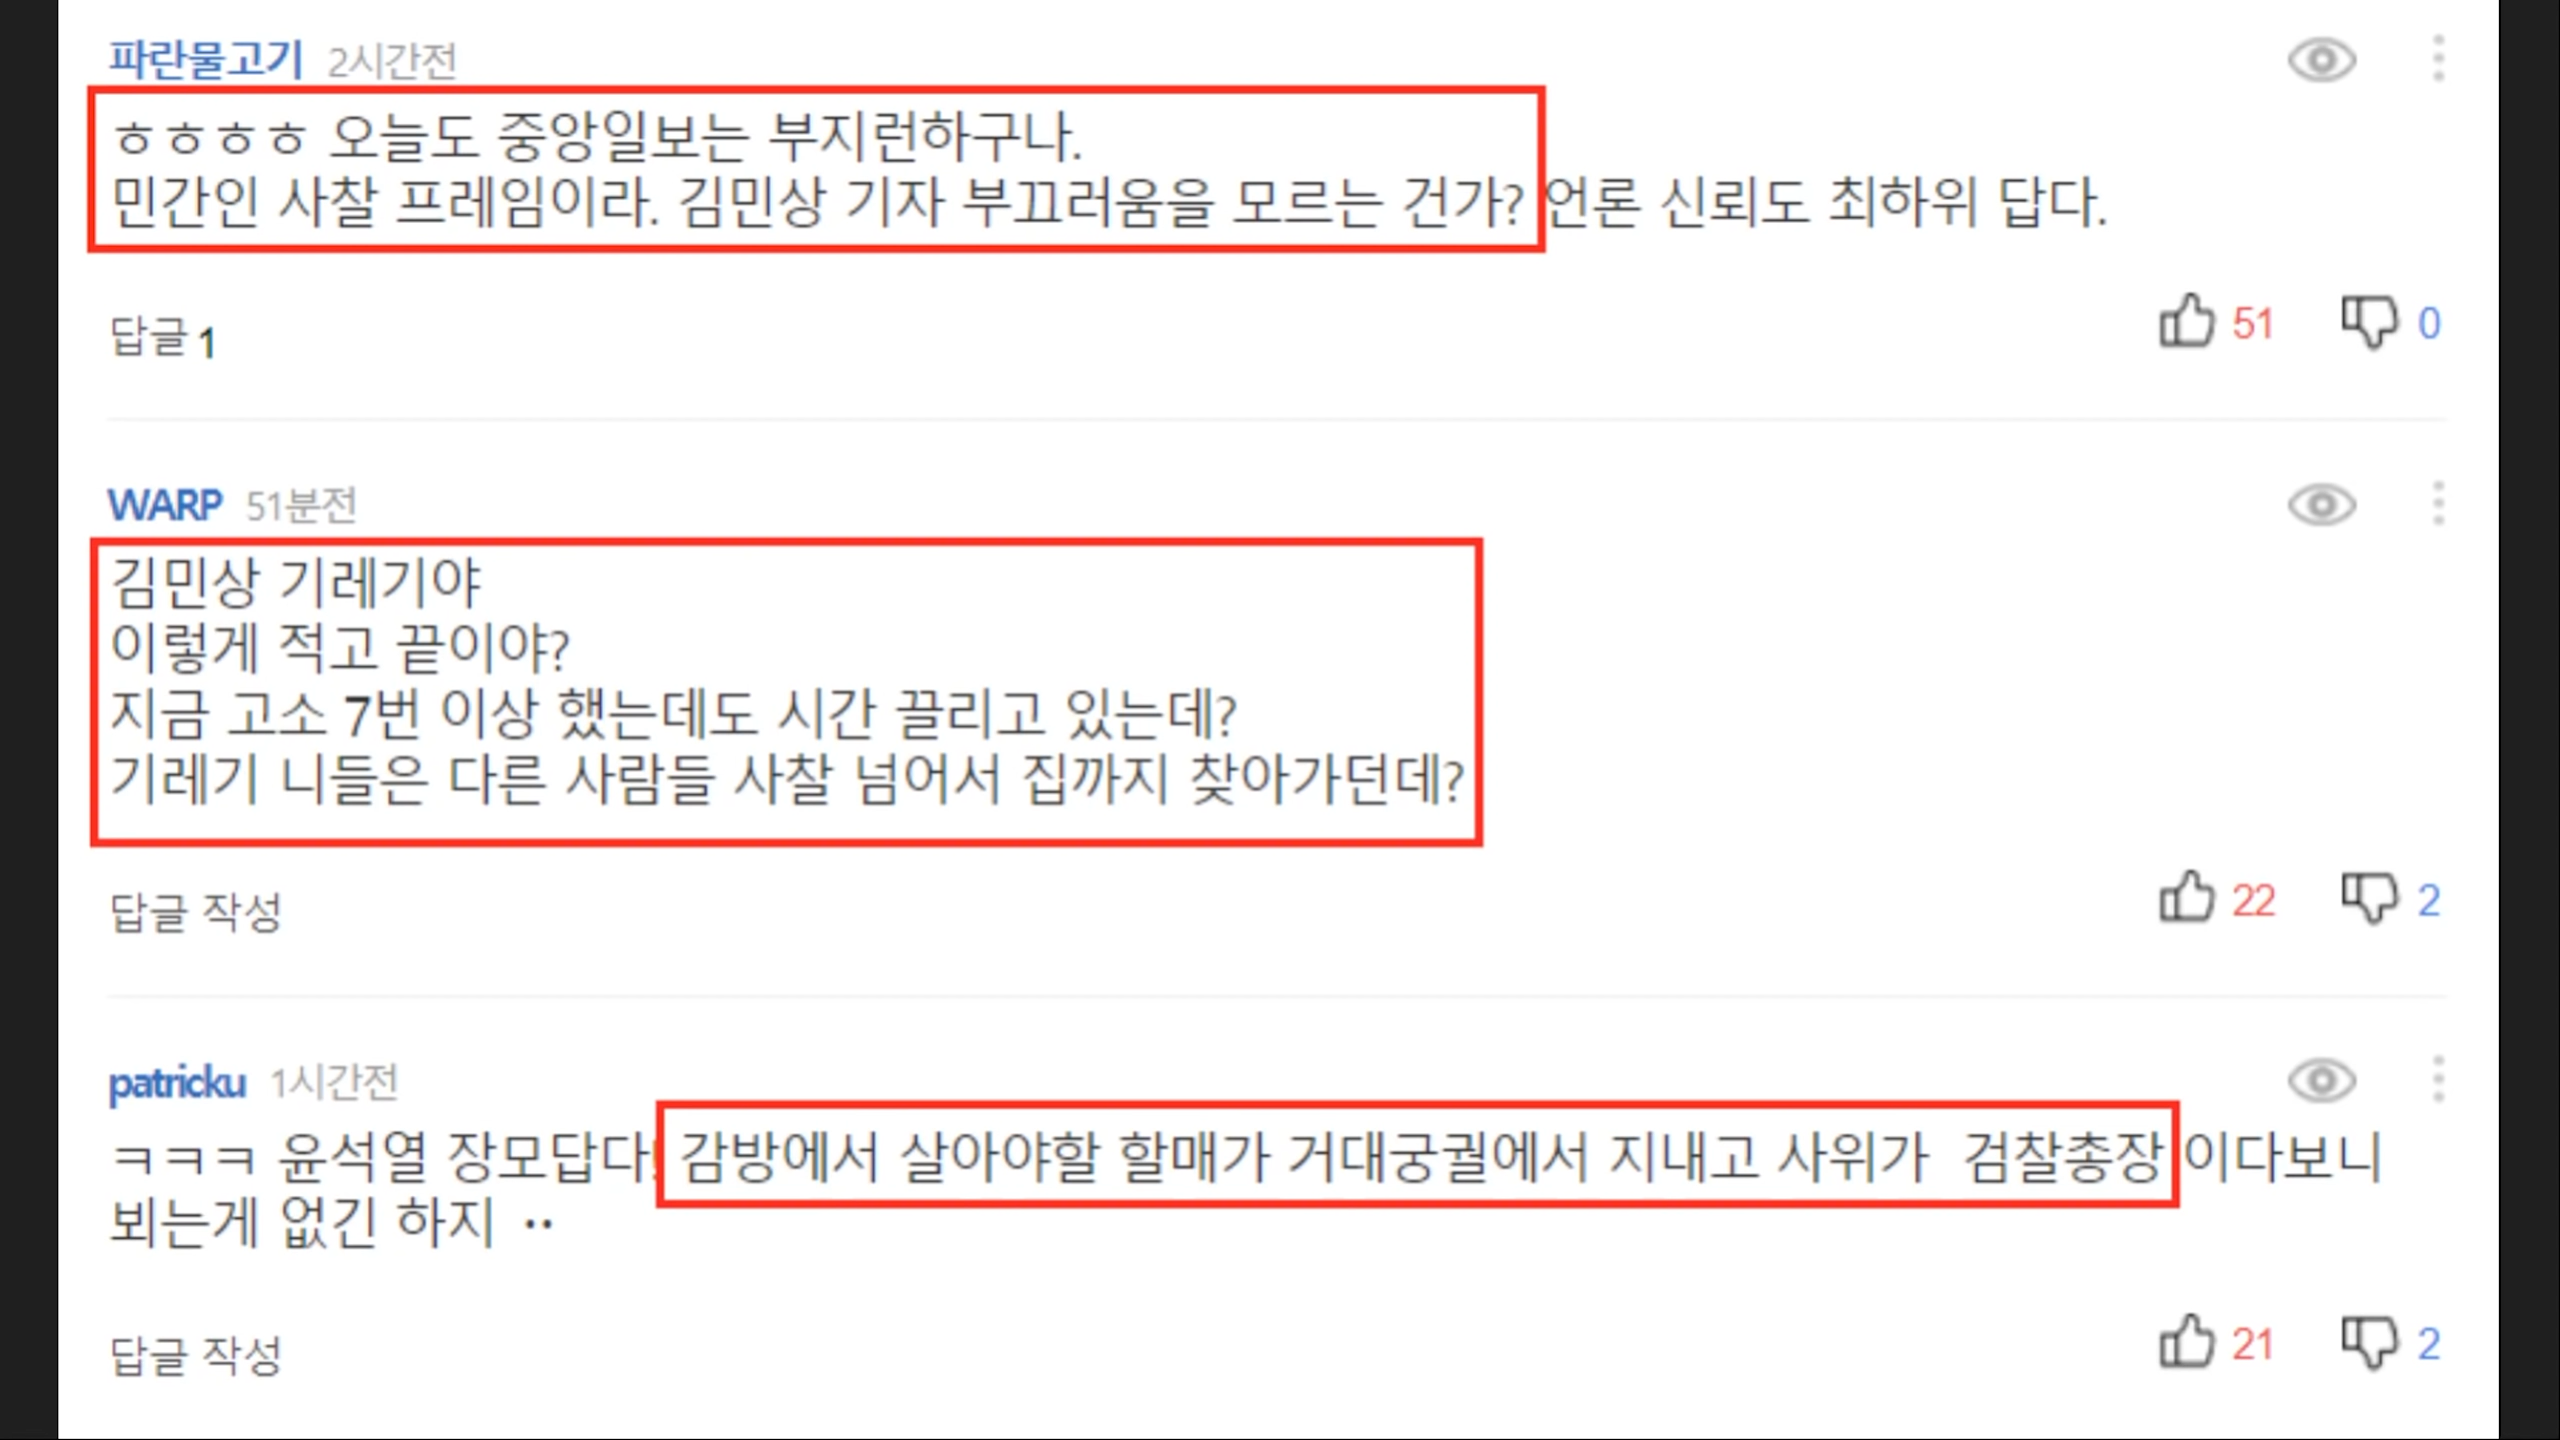 파란물고기 2시간전
ㅎㅎㅎㅎ 오늘도 중앙일보는 부지런하구나.
민간인 사찰 프레임이라. 김민상 기자 부끄러움을 모르는 건가? 언론 신뢰도 최하위 답다.
답글 1 51 0
WARP 51분전
김민상 기레기야
이렇게 적고 끝이야?
지금 고소 7번 이상 했는데도 시간 끌리고 있는데?
기레기 니들은 다른 사람들 사찰 넘어서 집까지 찾아가던데?
답글 작성 22 2
patricku 1시간전
ㅋㅋㅋ 윤석열 장모답다! 감방에서 살아야할 할매가 거대궁궐에서 지내고 사위가 검찰총장 이다보니
뵈는게 없긴 하지 ··
답글 작성 21 2